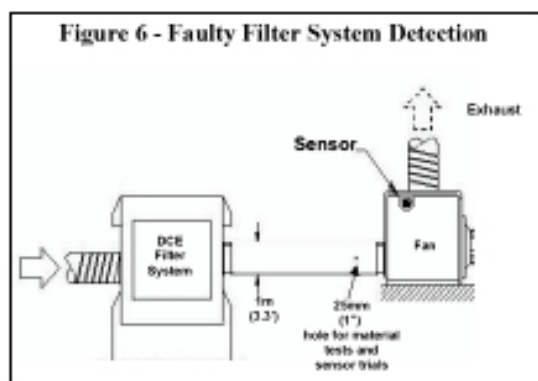 Figure 6 - Faulty Filter System Detection
Exhaust
Sensor
DCE
Filter
System
Fan
1m
(3.3')
25mm
(1")
hole for material
tests and
sensor trials